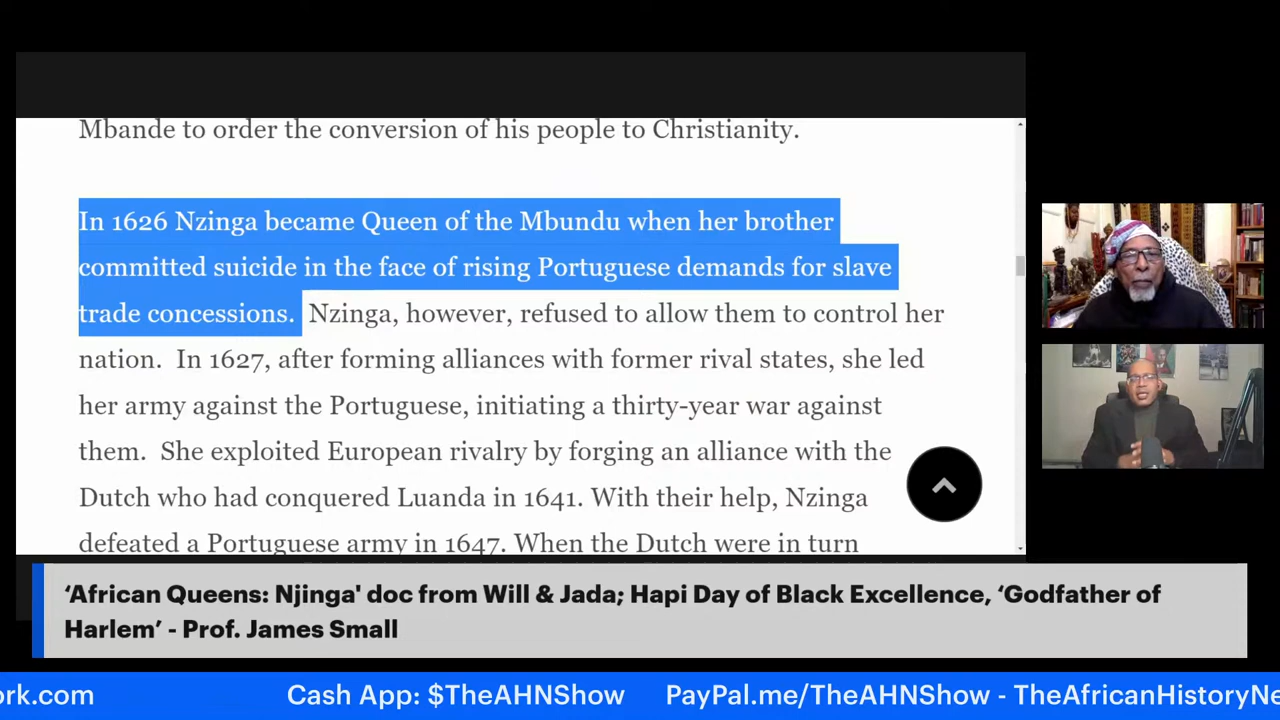 Mbande to order the conversion of his people to Christianity.
In 1626 Nzinga became Queen of the Mbundu when her brother
committed suicide in the face of rising Portuguese demands for slave
trade concessions. Nzinga, however, refused to allow them to control her
nation. In 1627, after forming alliances with former rival states, she led
her army against the Portuguese, initiating a thirty-year war against
them. She exploited European rivalry by forging an alliance with the
Dutch who had conquered Luanda in 1641. With their help, Nzinga
defeated a Portuguese army in 1647. When the Dutch were in turn
‘African Queens: Njinga' doc from Will & Jada; Hapi Day of Black Excellence, ‘Godfather of
Harlem’ - Prof. James Small
ork.com Cash App: $TheAHNShow PayPal.me/TheAHNShow - TheAfricanHistoryNe